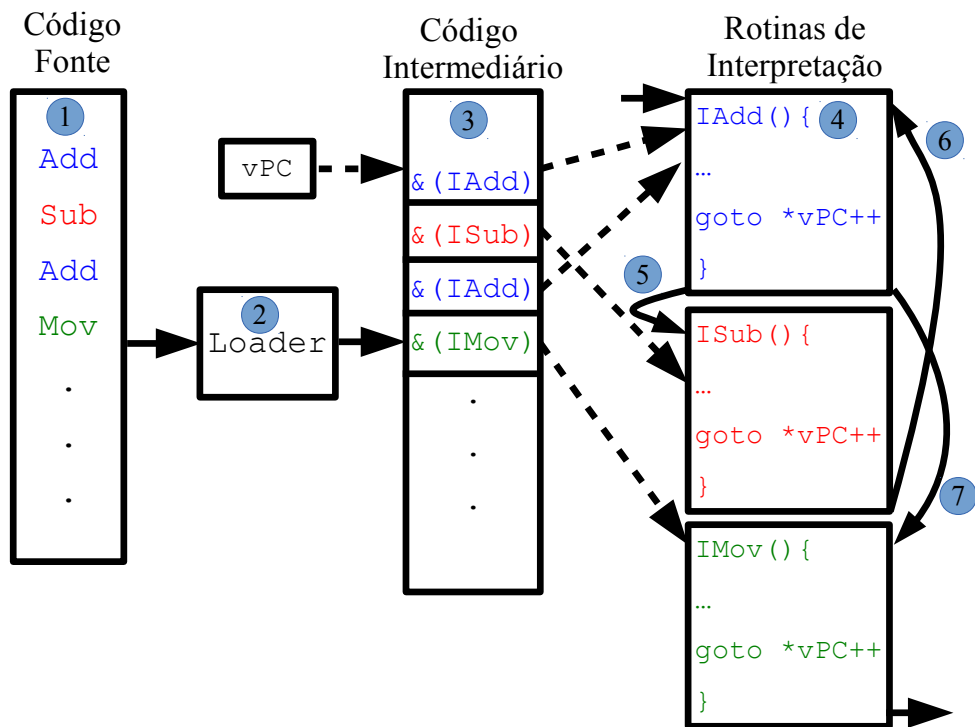 Código
Fonte
1
Add
Sub
Add
Mov
.
.
.
2
Loader
vPC
Código
Intermediário
3
&(IAdd)
&(ISub)
&(IAdd)
&(IMov)
.
.
.
Rotinas de
Interpretação
IAdd(){
4
…
goto *vPC++
}
5
6
ISub(){
…
goto *vPC++
}
7
IMov(){
…
goto *vPC++
}